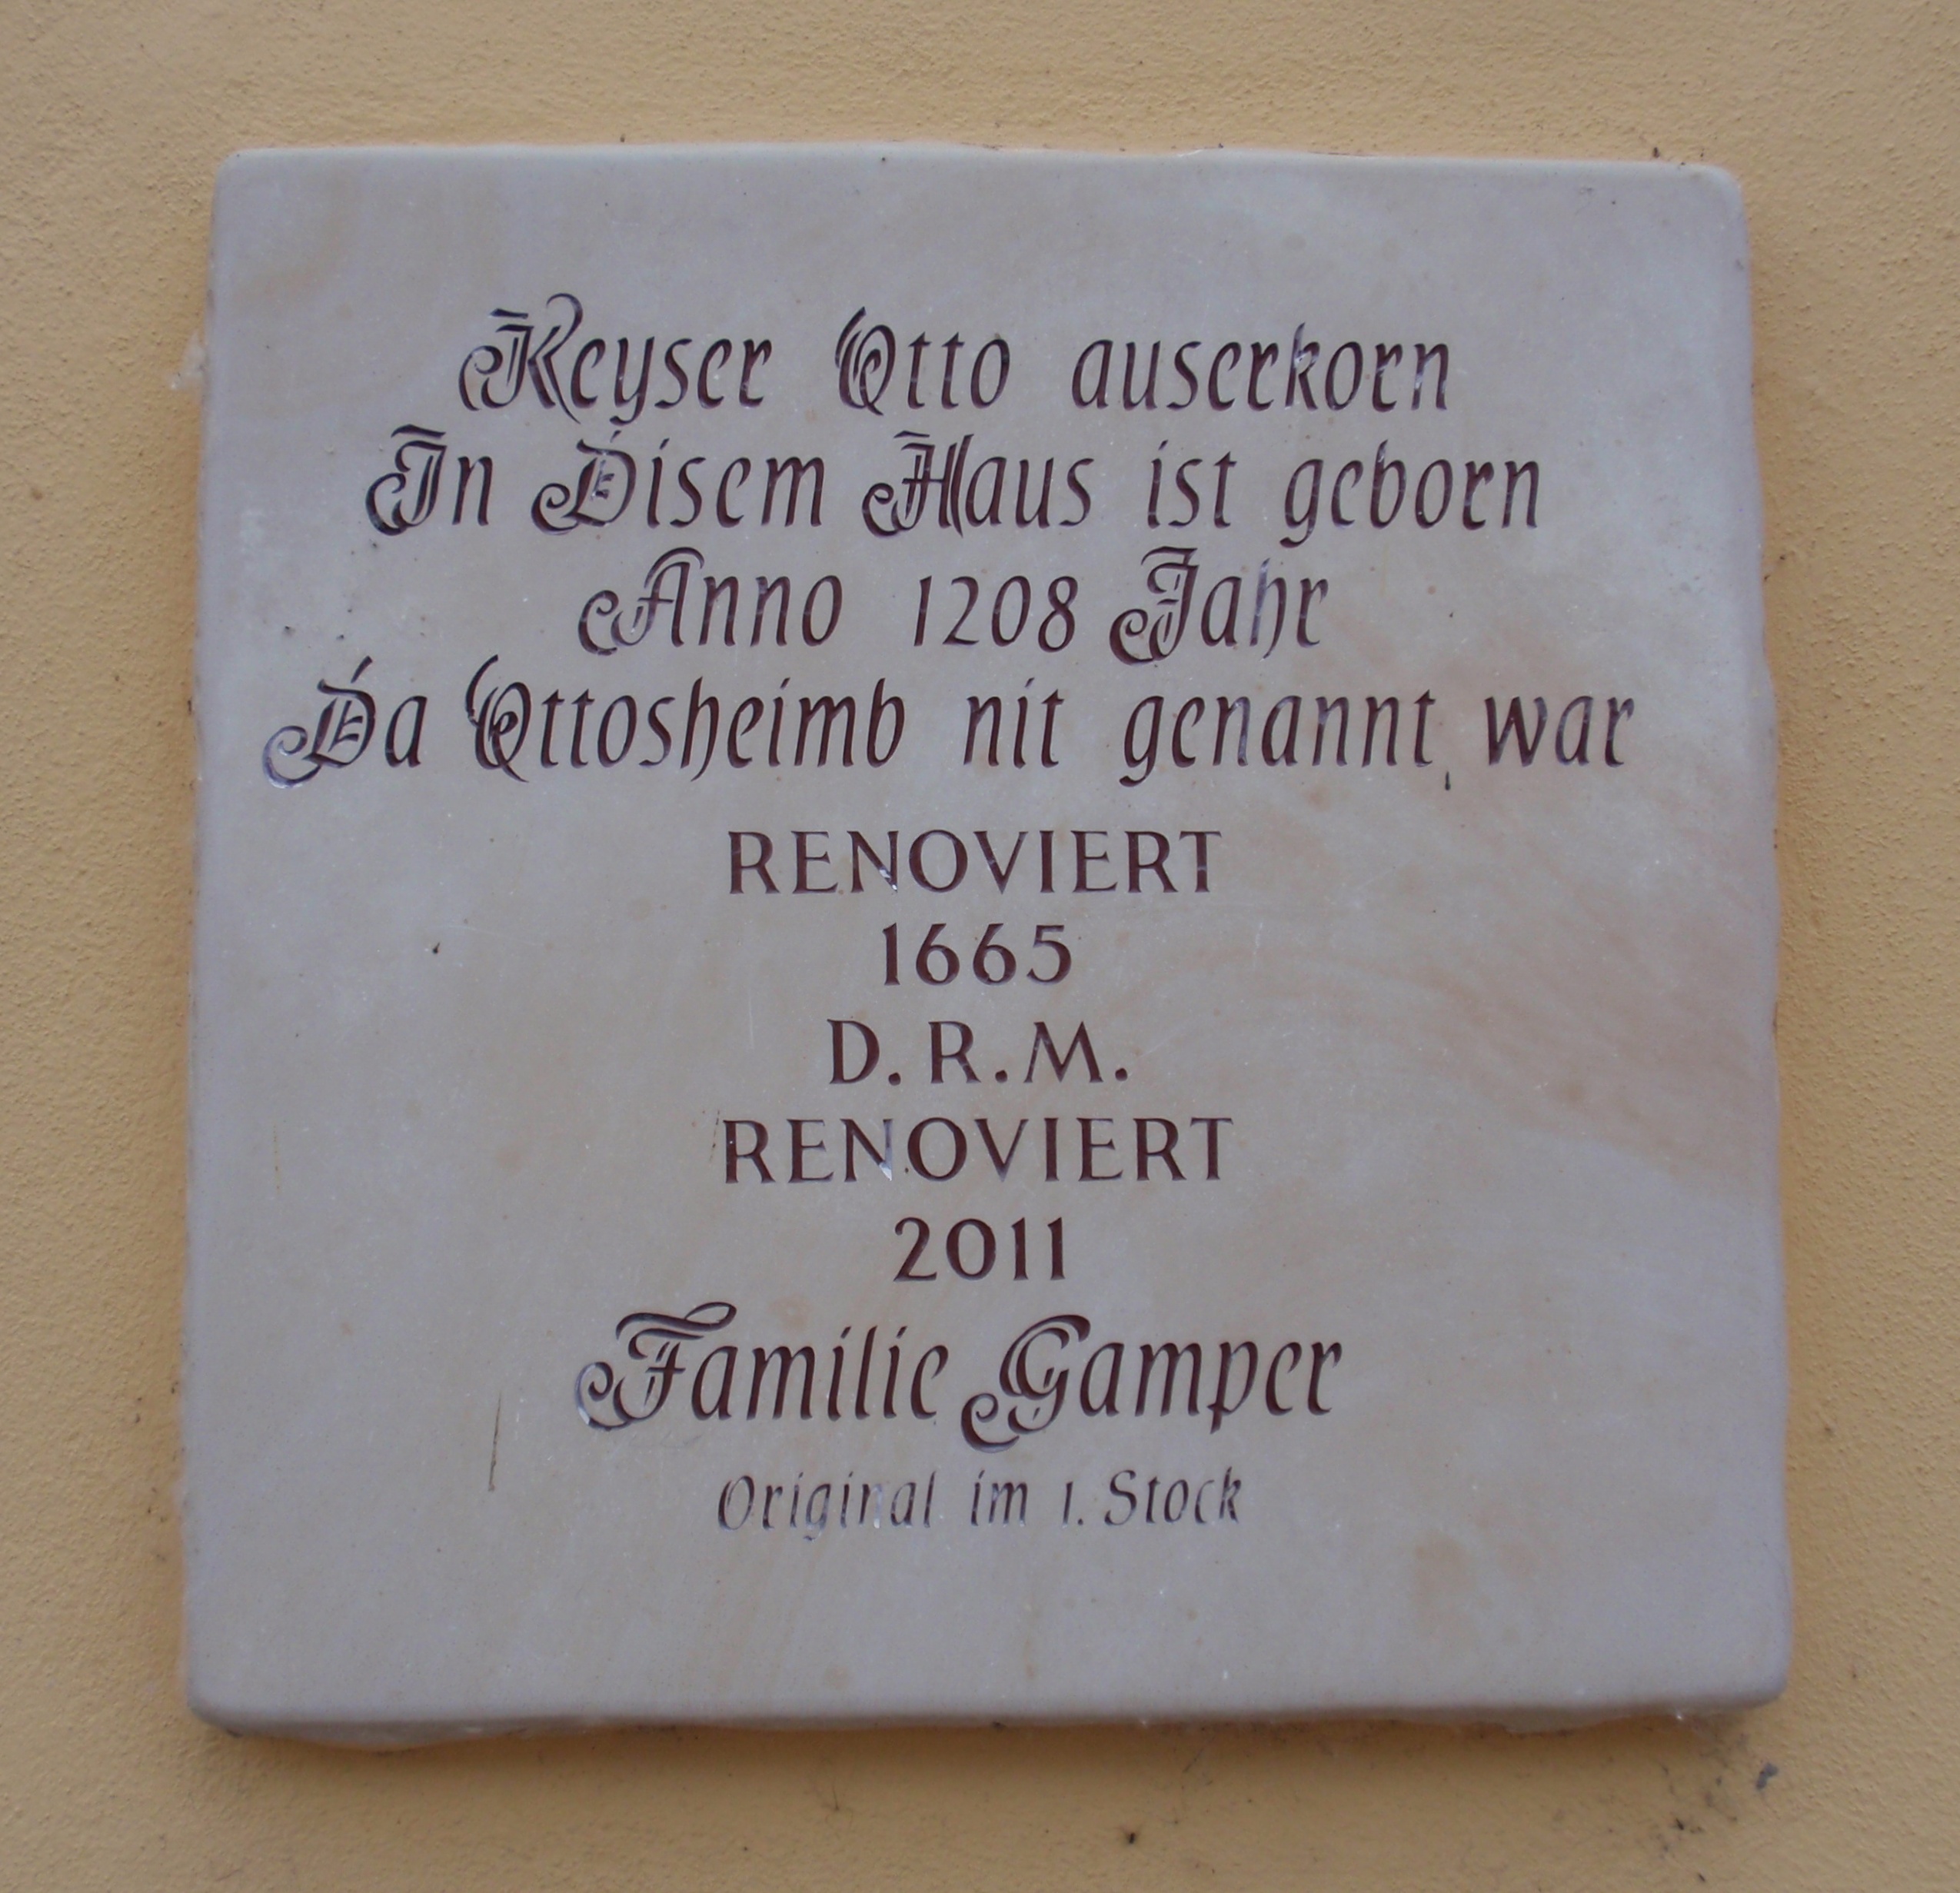 Keyser Otto auserkorn
In Disem Haus ist geborn
Anno 1208 Jahr
Da Ottosheimb nit genannt war
RENOVIERT
1665
D. R. M.
RENOVIERT
2011
Familie Gamper
Original im 1. Stock